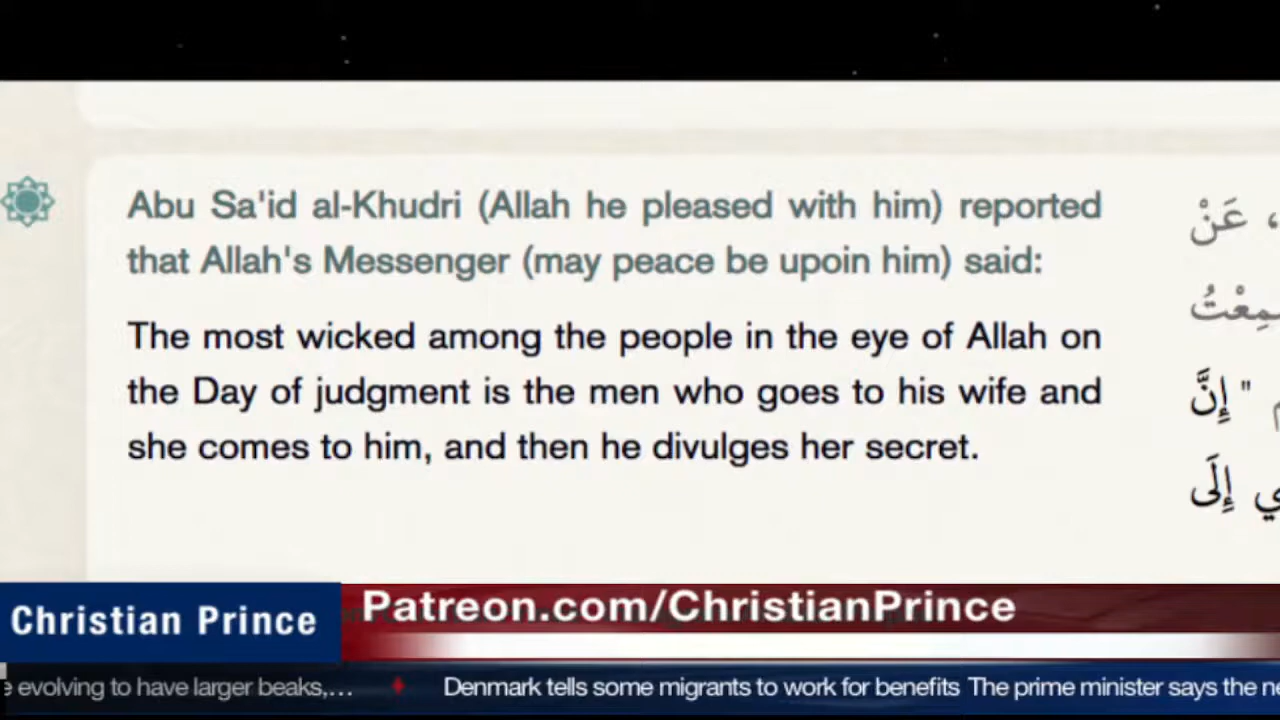 Abu Sa'id al-Khudri (Allah he pleased with him) reported
that Allah's Messenger (may peace be upoin him) said:
The most wicked among the people in the eye of Allah on
the Day of judgment is the men who goes to his wife and
she comes to him, and then he divulges her secret.
، عَنْ
" إِنَّ
إِلَى
Christian Prince
Patreon.com/ChristianPrince
evolving to have larger beaks,... Denmark tells some migrants to work for benefits The prime minister says the